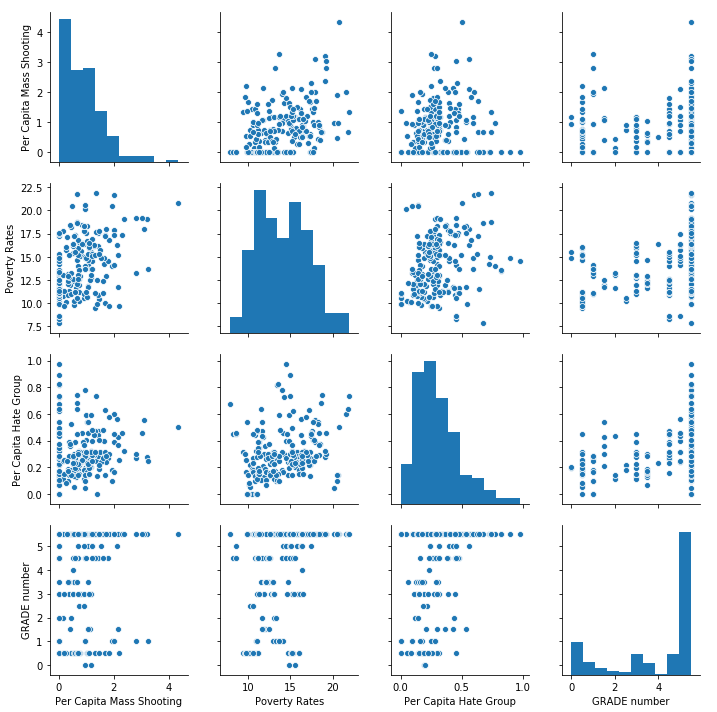 Per Capita Mass Shooting
4
3
2
1
0
Poverty Rates
22.5
20.0
17.5
15.0
12.5
10.0
7.5
Per Capita Hate Group
1.0
0.8
0.6
0.4
0.2
0.0
GRADE number
5
4
3
2
1
0
0 2 4
10 15 20
0.0 0.5 1.0
0 2 4
Per Capita Mass Shooting
Poverty Rates
Per Capita Hate Group
GRADE number